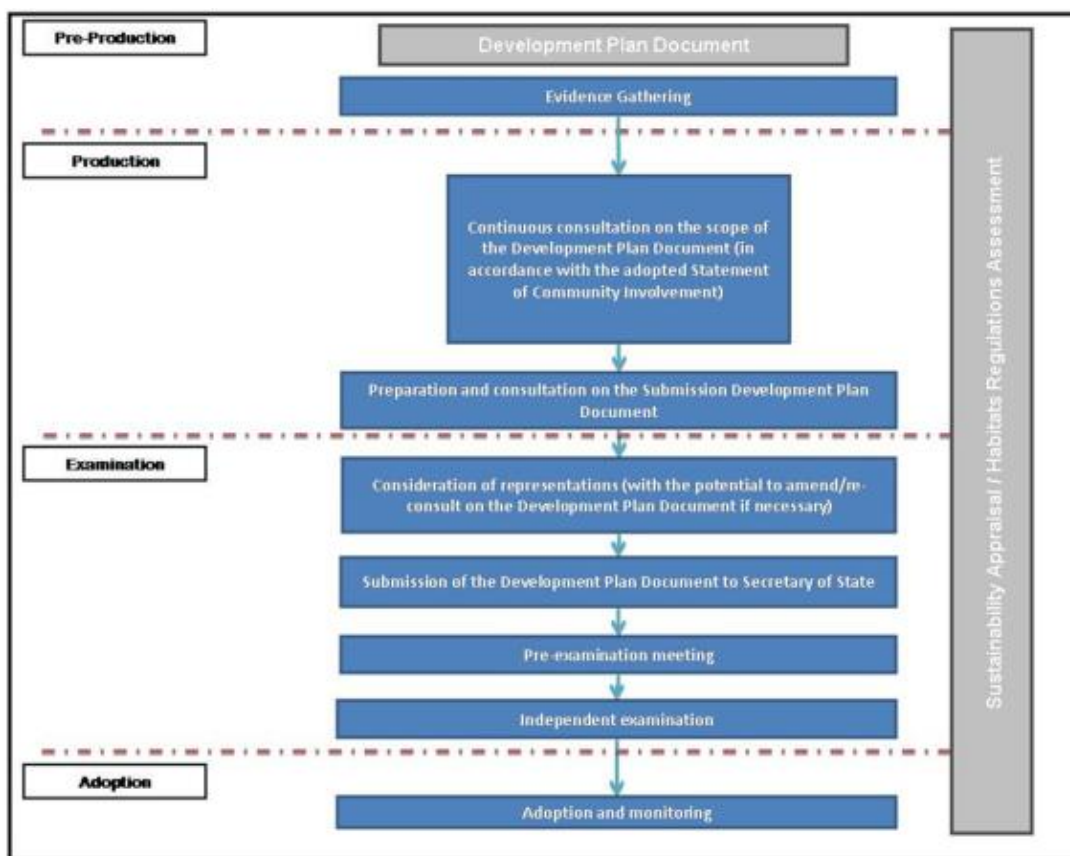 Pre-Production
Development Plan Document
Evidence Gathering
Production
Continuous consultation on the scope of
the Development Plan Document (in
accordance with the adopted Statement
of Community Involvement)
Preparation and consultation on the Submission Development Plan
Document
Examination
Consideration of representations (with the potential to amend/re-
consult on the Development Plan Document if necessary)
Submission of the Development Plan Document to Secretary of State
Pre-examination meeting
Independent examination
Adoption
Adoption and monitoring
Sustainability Appraisal / Habitats Regulations Assessment